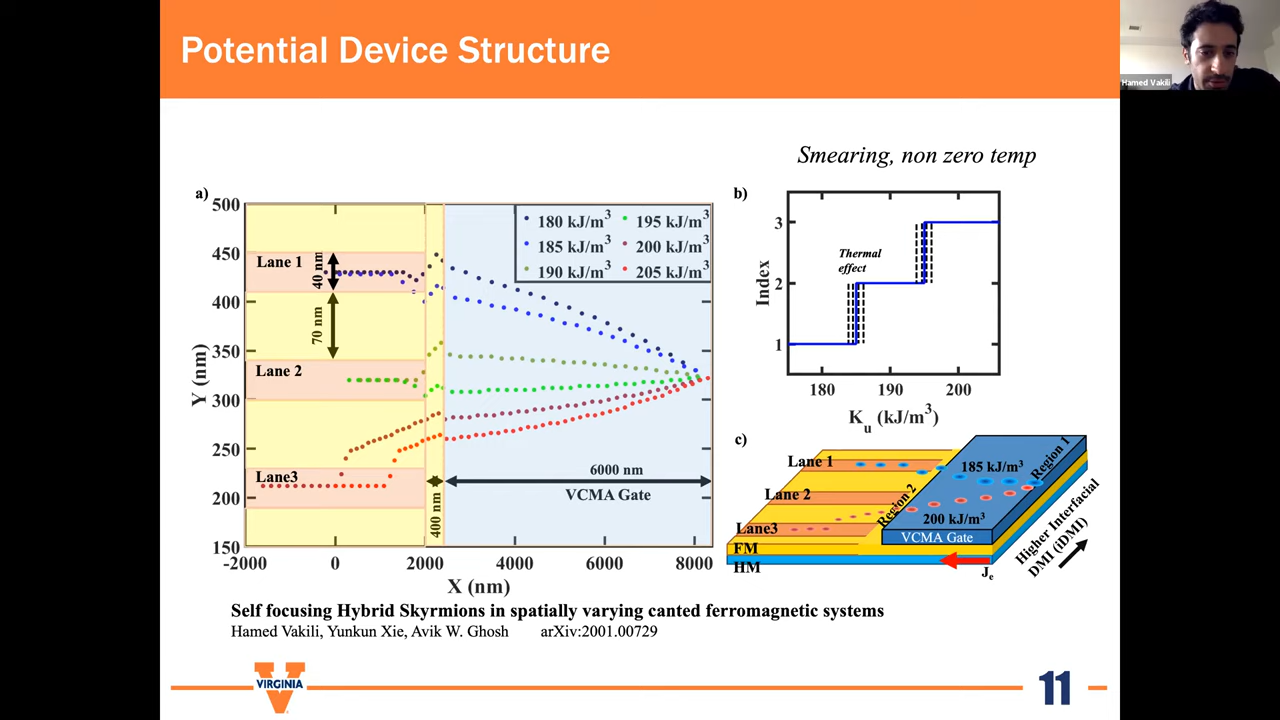 Potential Device Structure
Hamed Vakili
Smearing, non zero temp
a)
500
450
400
350
300
250
200
150
Y (nm)
-2000
0
2000
4000
6000
8000
X (nm)
Lane 1
40 nm
70 nm
Lane 2
Lane3
400 nm
6000 nm
VCMA Gate
180 kJ/m³
195 kJ/m³
185 kJ/m³
200 kJ/m³
190 kJ/m³
205 kJ/m³
b)
3
2
1
Index
Thermal
effect
180
190
200
K_u (kJ/m³)
c)
Lane 1
Lane 2
Lane3
FM
HM
Region 2
185 kJ/m³
Region 1
200 kJ/m³
VCMA Gate
J_e
Higher Interfacial
DMI (iDMI)
Self focusing Hybrid Skyrmions in spatially varying canted ferromagnetic systems
Hamed Vakili, Yunkun Xie, Avik W. Ghosh arXiv:2001.00729
VIRGINIA
11